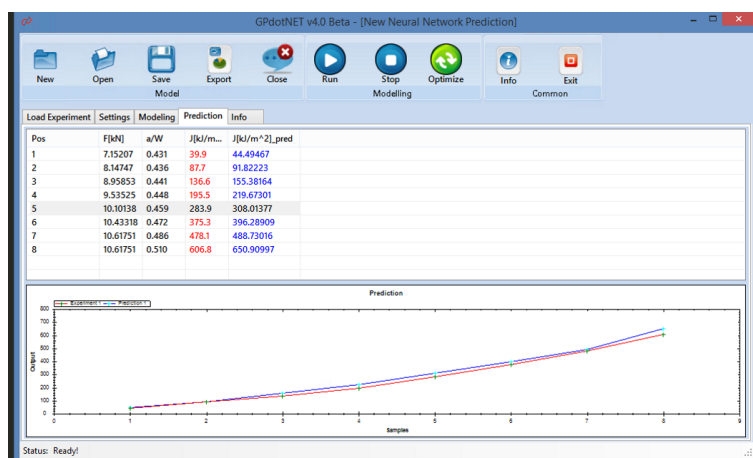 GPdotNET v4.0 Beta - [New Neural Network Prediction]
New Open Save Export Close Run Stop Optimize Info Exit
Model Modelling Common
Load Experiment Settings Modeling Prediction Info
Pos F[kN] a/W J[kJ/m... J[kJ/m^2]_pred
1 7.15207 0.431 39.9 44.49467
2 8.14747 0.436 87.7 91.82223
3 8.95853 0.441 136.6 155.38164
4 9.53525 0.448 195.5 219.67301
5 10.10138 0.459 283.9 308.01377
6 10.43318 0.472 375.3 396.28909
7 10.61751 0.486 478.1 488.73016
8 10.61751 0.510 606.8 650.90997
Prediction
Experiment 1 Prediction 1
800
700
600
500
400
300
200
100
0
Output
0 1 2 3 4 5 6 7 8 9
Samples
Status: Ready!